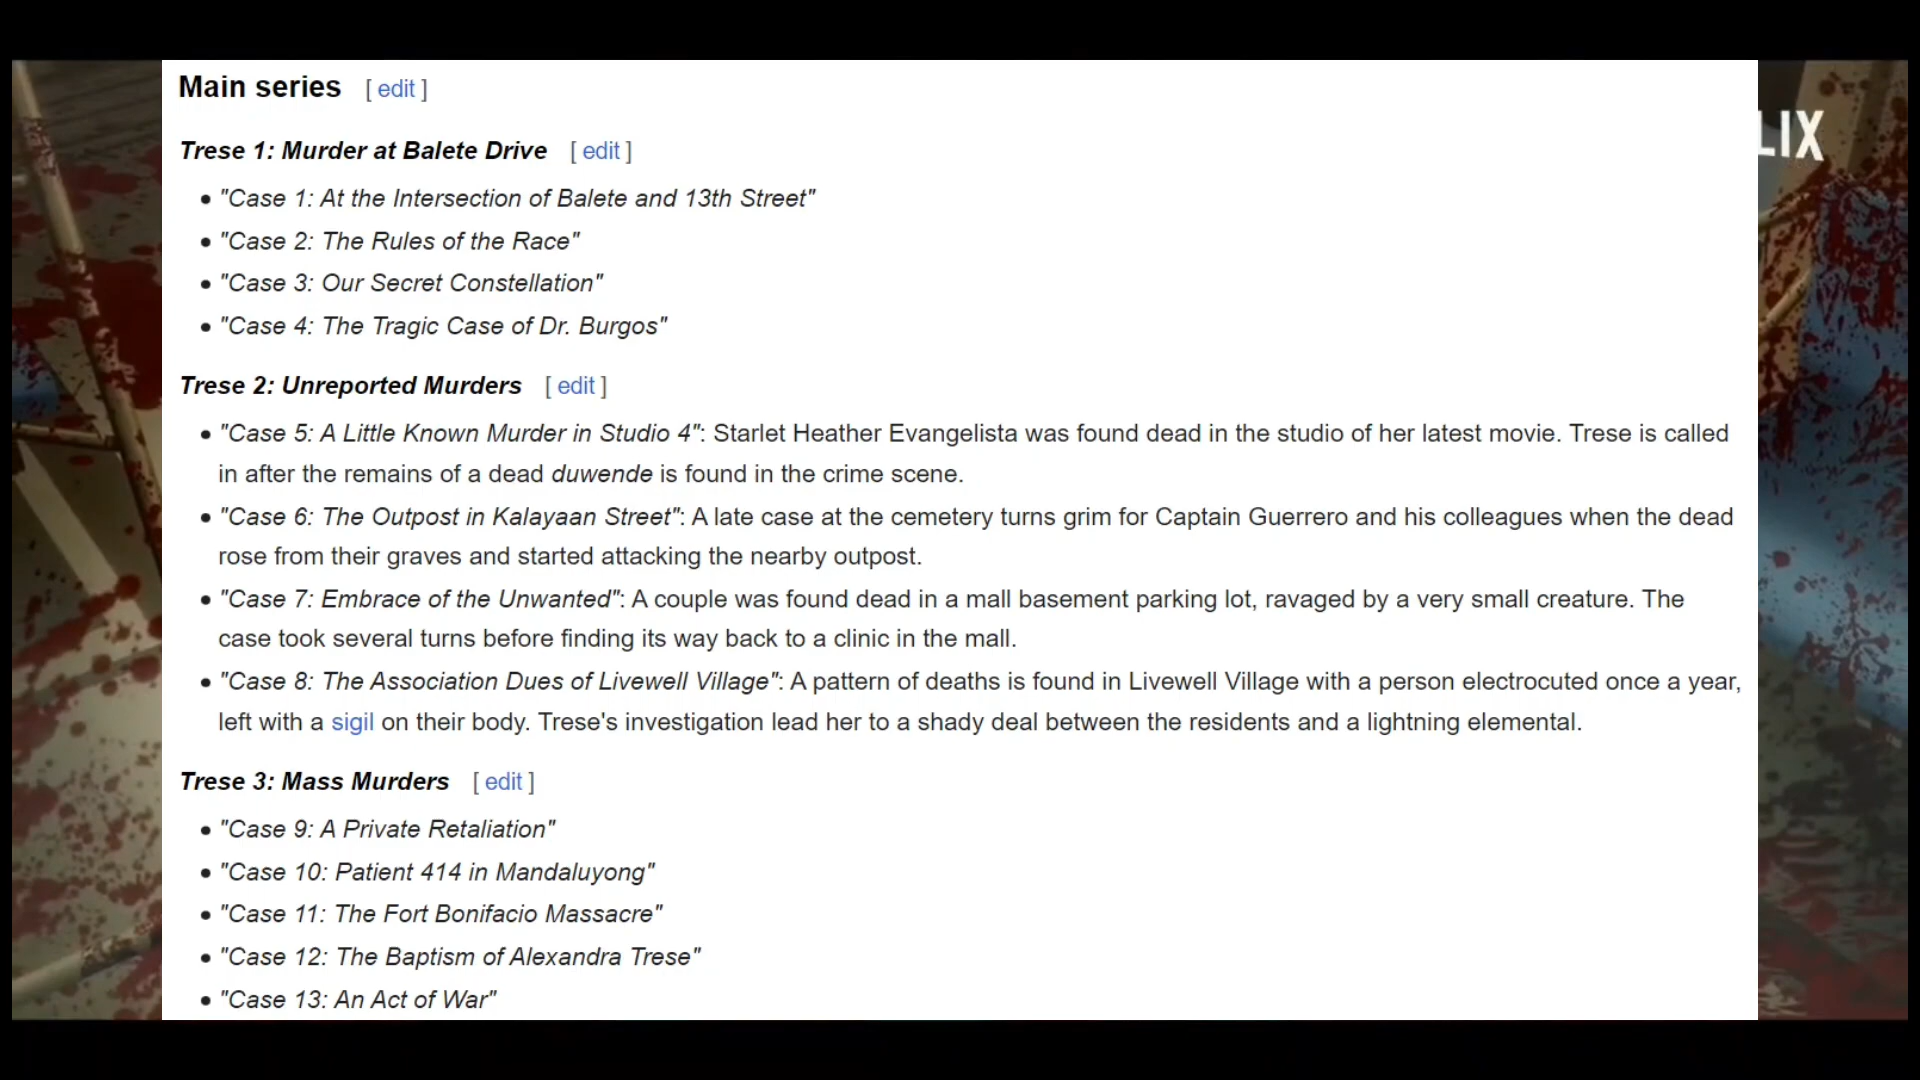 Main series [ edit ]
LIX
Trese 1: Murder at Balete Drive [ edit ]
• "Case 1: At the Intersection of Balete and 13th Street"
• "Case 2: The Rules of the Race"
• "Case 3: Our Secret Constellation"
• "Case 4: The Tragic Case of Dr. Burgos"
Trese 2: Unreported Murders [ edit ]
• "Case 5: A Little Known Murder in Studio 4": Starlet Heather Evangelista was found dead in the studio of her latest movie. Trese is called
in after the remains of a dead duwende is found in the crime scene.
• "Case 6: The Outpost in Kalayaan Street": A late case at the cemetery turns grim for Captain Guerrero and his colleagues when the dead
rose from their graves and started attacking the nearby outpost.
• "Case 7: Embrace of the Unwanted": A couple was found dead in a mall basement parking lot, ravaged by a very small creature. The
case took several turns before finding its way back to a clinic in the mall.
• "Case 8: The Association Dues of Livewell Village": A pattern of deaths is found in Livewell Village with a person electrocuted once a year,
left with a sigil on their body. Trese's investigation lead her to a shady deal between the residents and a lightning elemental.
Trese 3: Mass Murders [ edit ]
• "Case 9: A Private Retaliation"
• "Case 10: Patient 414 in Mandaluyong"
• "Case 11: The Fort Bonifacio Massacre"
• "Case 12: The Baptism of Alexandra Trese"
• "Case 13: An Act of War"